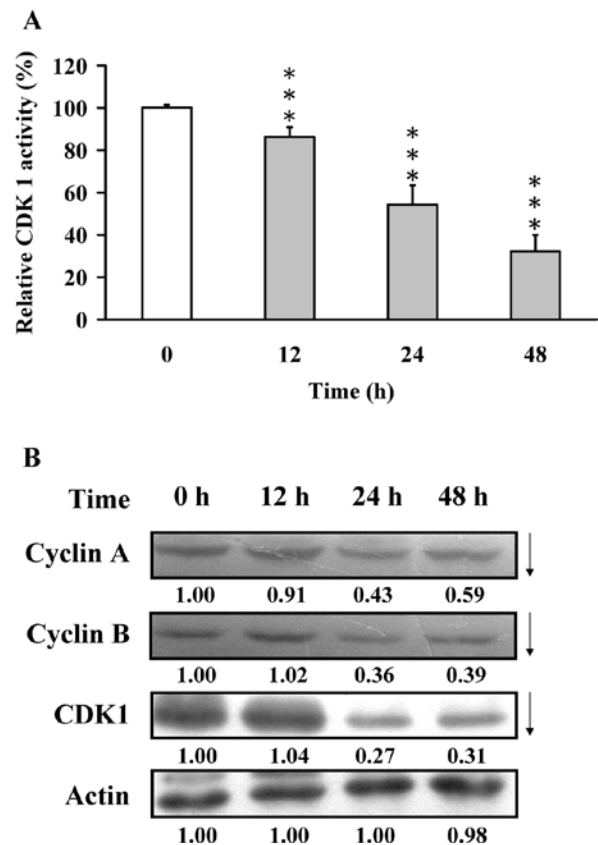 A
Relative CDK 1 activity (%)
120
100
80
60
40
20
0
***
***
***
0 12 24 48
Time (h)
B
Time 0 h 12 h 24 h 48 h
Cyclin A
1.00 0.91 0.43 0.59
Cyclin B
1.00 1.02 0.36 0.39
CDK1
1.00 1.04 0.27 0.31
Actin
1.00 1.00 1.00 0.98